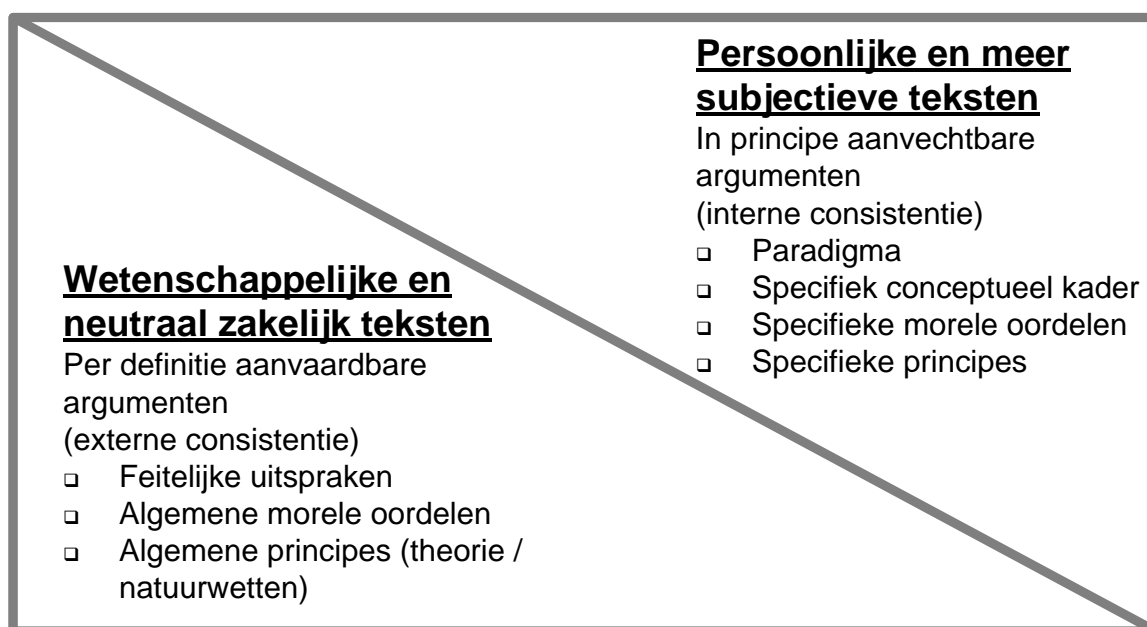 Persoonlijke en meer
subjectieve teksten
In principe aanvechtbare
argumenten
(interne consistentie)
❑ Paradigma
❑ Specifiek conceptueel kader
❑ Specifieke morele oordelen
❑ Specifieke principes
Wetenschappelijke en
neutraal zakelijk teksten
Per definitie aanvaardbare
argumenten
(externe consistentie)
❑ Feitelijke uitspraken
❑ Algemene morele oordelen
❑ Algemene principes (theorie /
natuurwetten)